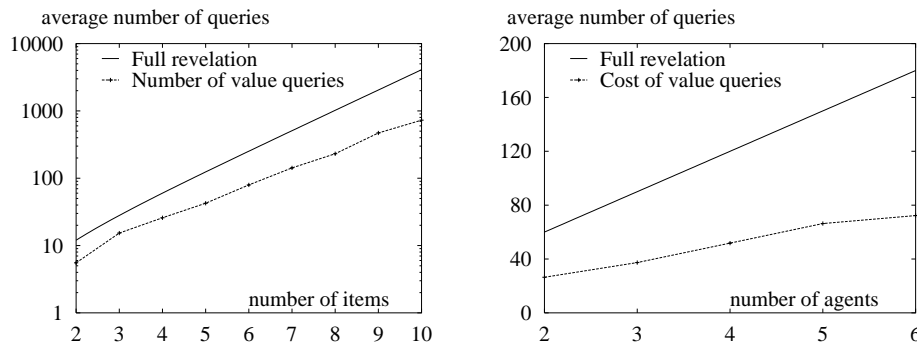 average number of queries
10000
1000
100
10
1
Full revelation
Number of value queries
number of items
2 3 4 5 6 7 8 9 10
average number of queries
200
160
120
80
40
0
Full revelation
Cost of value queries
number of agents
2 3 4 5 6